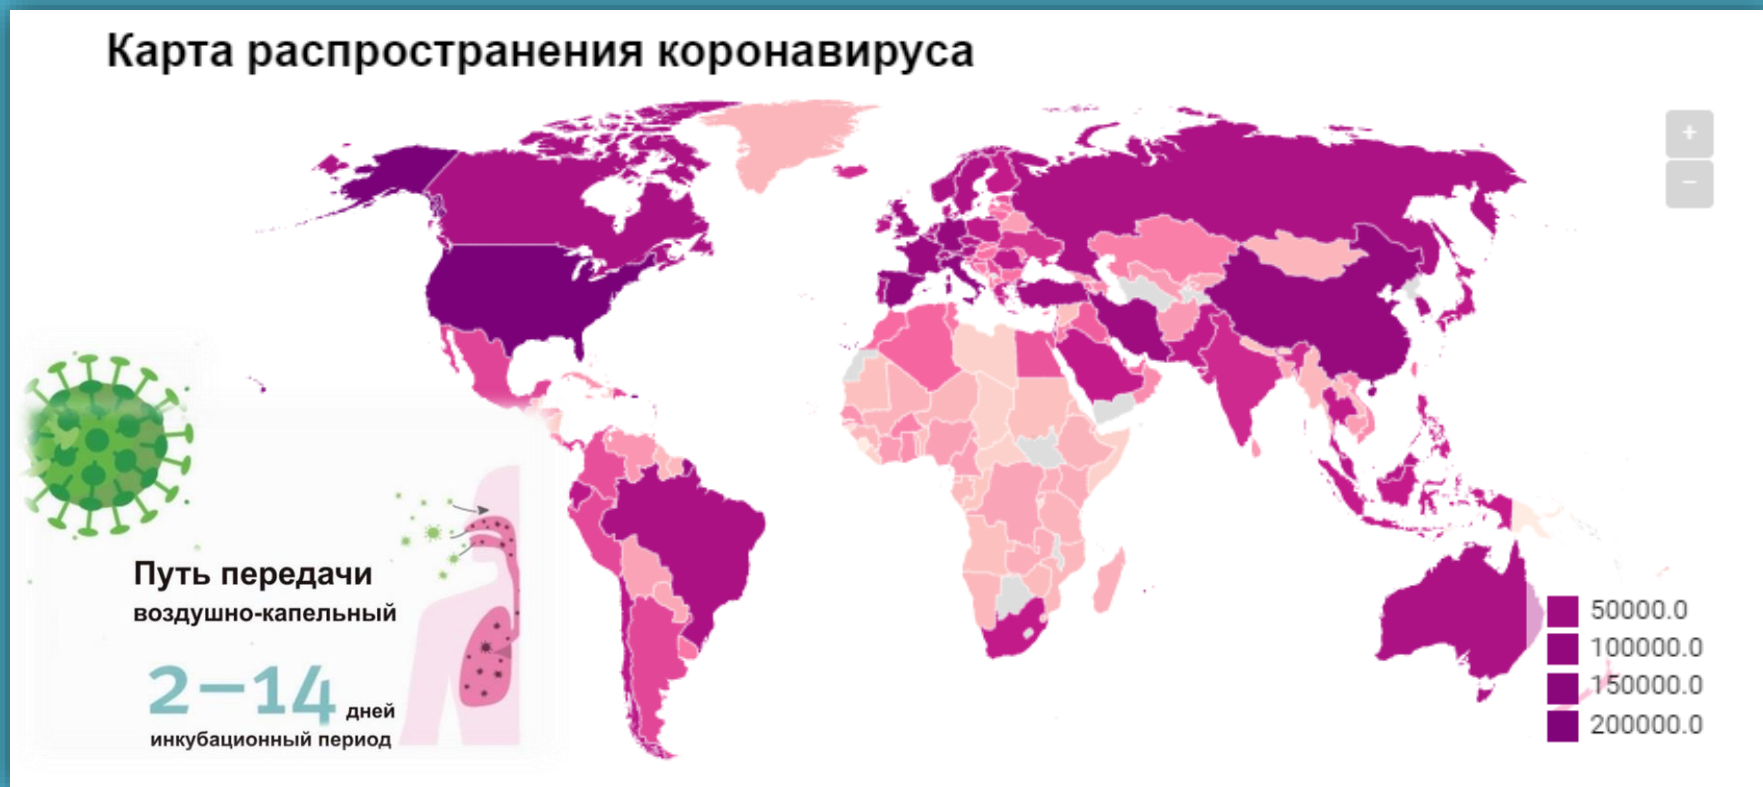 Карта распространения коронавируса
+
−
Путь передачи
воздушно-капельный
2–14 дней
инкубационный период
50000.0
100000.0
150000.0
200000.0